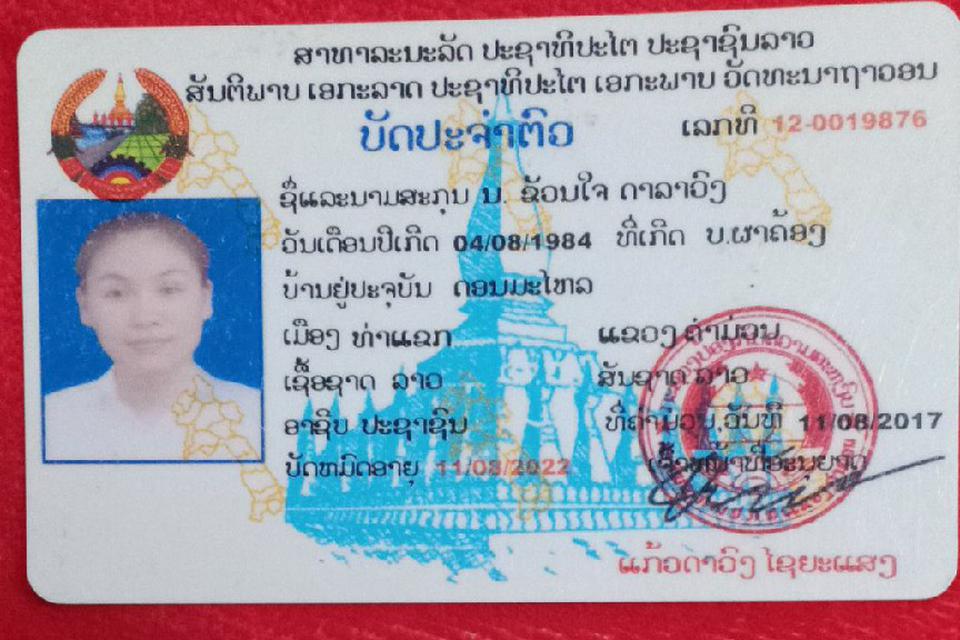 ສາທາລະນະລັດ ປະຊາທິປະໄຕ ປະຊາຊົນລາວ
ສັນຕິພາບ ເອກະລາດ ປະຊາທິປະໄຕ ເອກະພາບ ວັດທະນາຖາວອນ
ບັດປະຈຳຕົວ
ເລກທີ 12-0019876
ຊື່ແລະນາມສະກຸນ ນ. ຂັອນໃຈ ດາລາວົງ
ວັນເດືອນປີເກີດ 04/08/1984 ທີ່ເກີດ ບ.ຜາຄ້ອງ
ບ້ານຢູ່ປະຈຸບັນ ດອນມະໄຫລ
ເມືອງ ທ່າແຂກ ແຂວງ ຄຳມ່ວນ
ເຊື້ອຊາດ ລາວ ສັນຊາດ ລາວ
ອາຊີບ ປະຊາຊົນ ທີ່ຄຳມ່ວນ,ວັນທີ 11/08/2017
ບັດຫມົດອາຍຸ 11/08/2022 ເຈົ້າໜ້າທີ່ອະນຸຍາດ
ແກ້ວດາວົງ ໄຊຍະແສງ